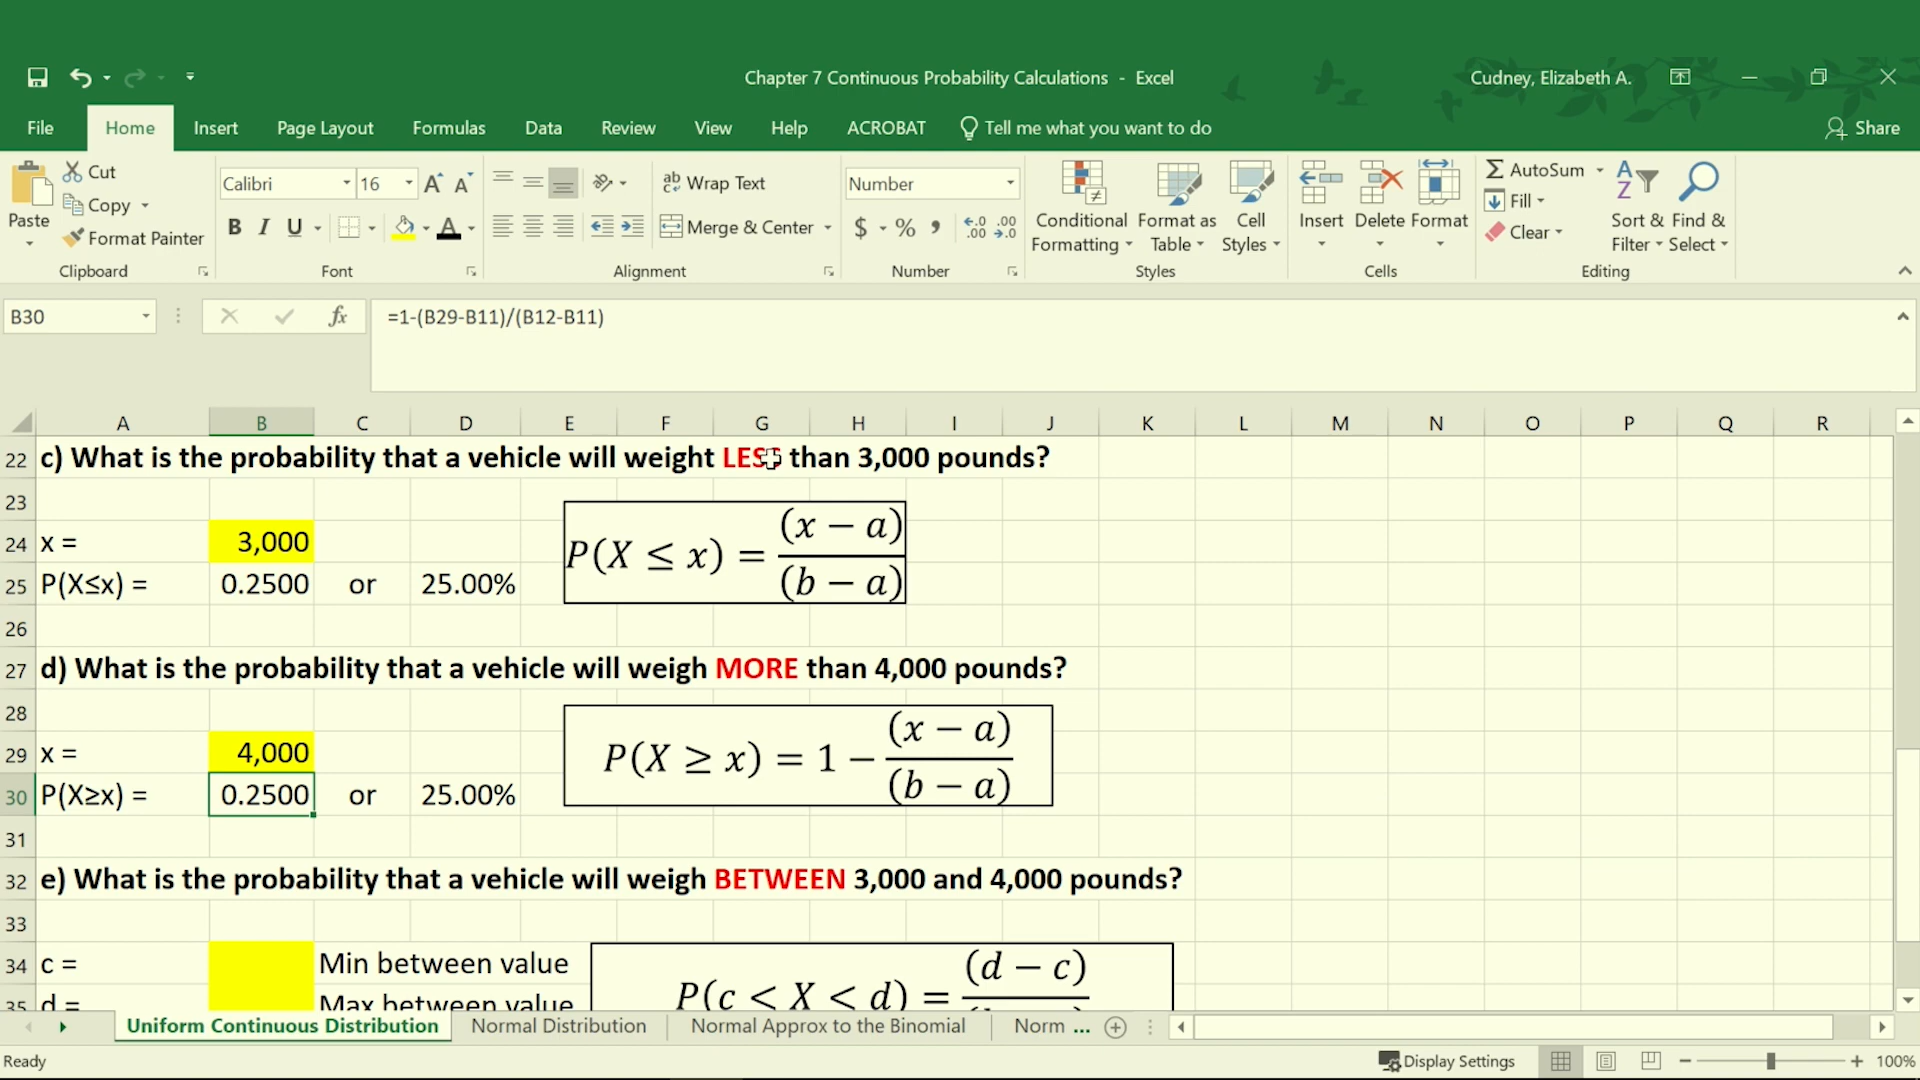 Chapter 7 Continuous Probability Calculations - Excel
Cudney, Elizabeth A.
File Home Insert Page Layout Formulas Data Review View Help ACROBAT Tell me what you want to do Share
Paste
Cut
Copy
Format Painter
Clipboard
Calibri 16
B I U
Font
Wrap Text
Merge & Center
Alignment
Number
$ % ,
Number
Conditional Formatting
Format as Table
Cell Styles
Styles
Insert Delete Format
Cells
AutoSum
Fill
Clear
Sort & Filter
Find & Select
Editing
B30 fx =1-(B29-B11)/(B12-B11)
A B C D E F G H I J K L M N O P Q R
22 c) What is the probability that a vehicle will weight LESS than 3,000 pounds?
23
24 x = 3,000
25 P(X≤x) = 0.2500 or 25.00%
P(X ≤ x) = (x − a) / (b − a)
26
27 d) What is the probability that a vehicle will weigh MORE than 4,000 pounds?
28
29 x = 4,000
30 P(X≥x) = 0.2500 or 25.00%
P(X ≥ x) = 1 − (x − a) / (b − a)
31
32 e) What is the probability that a vehicle will weigh BETWEEN 3,000 and 4,000 pounds?
33
34 c = Min between value
35 d = Max between value
P(c < X < d) = (d − c)
Uniform Continuous Distribution Normal Distribution Normal Approx to the Binomial Norm ...
Ready Display Settings 100%